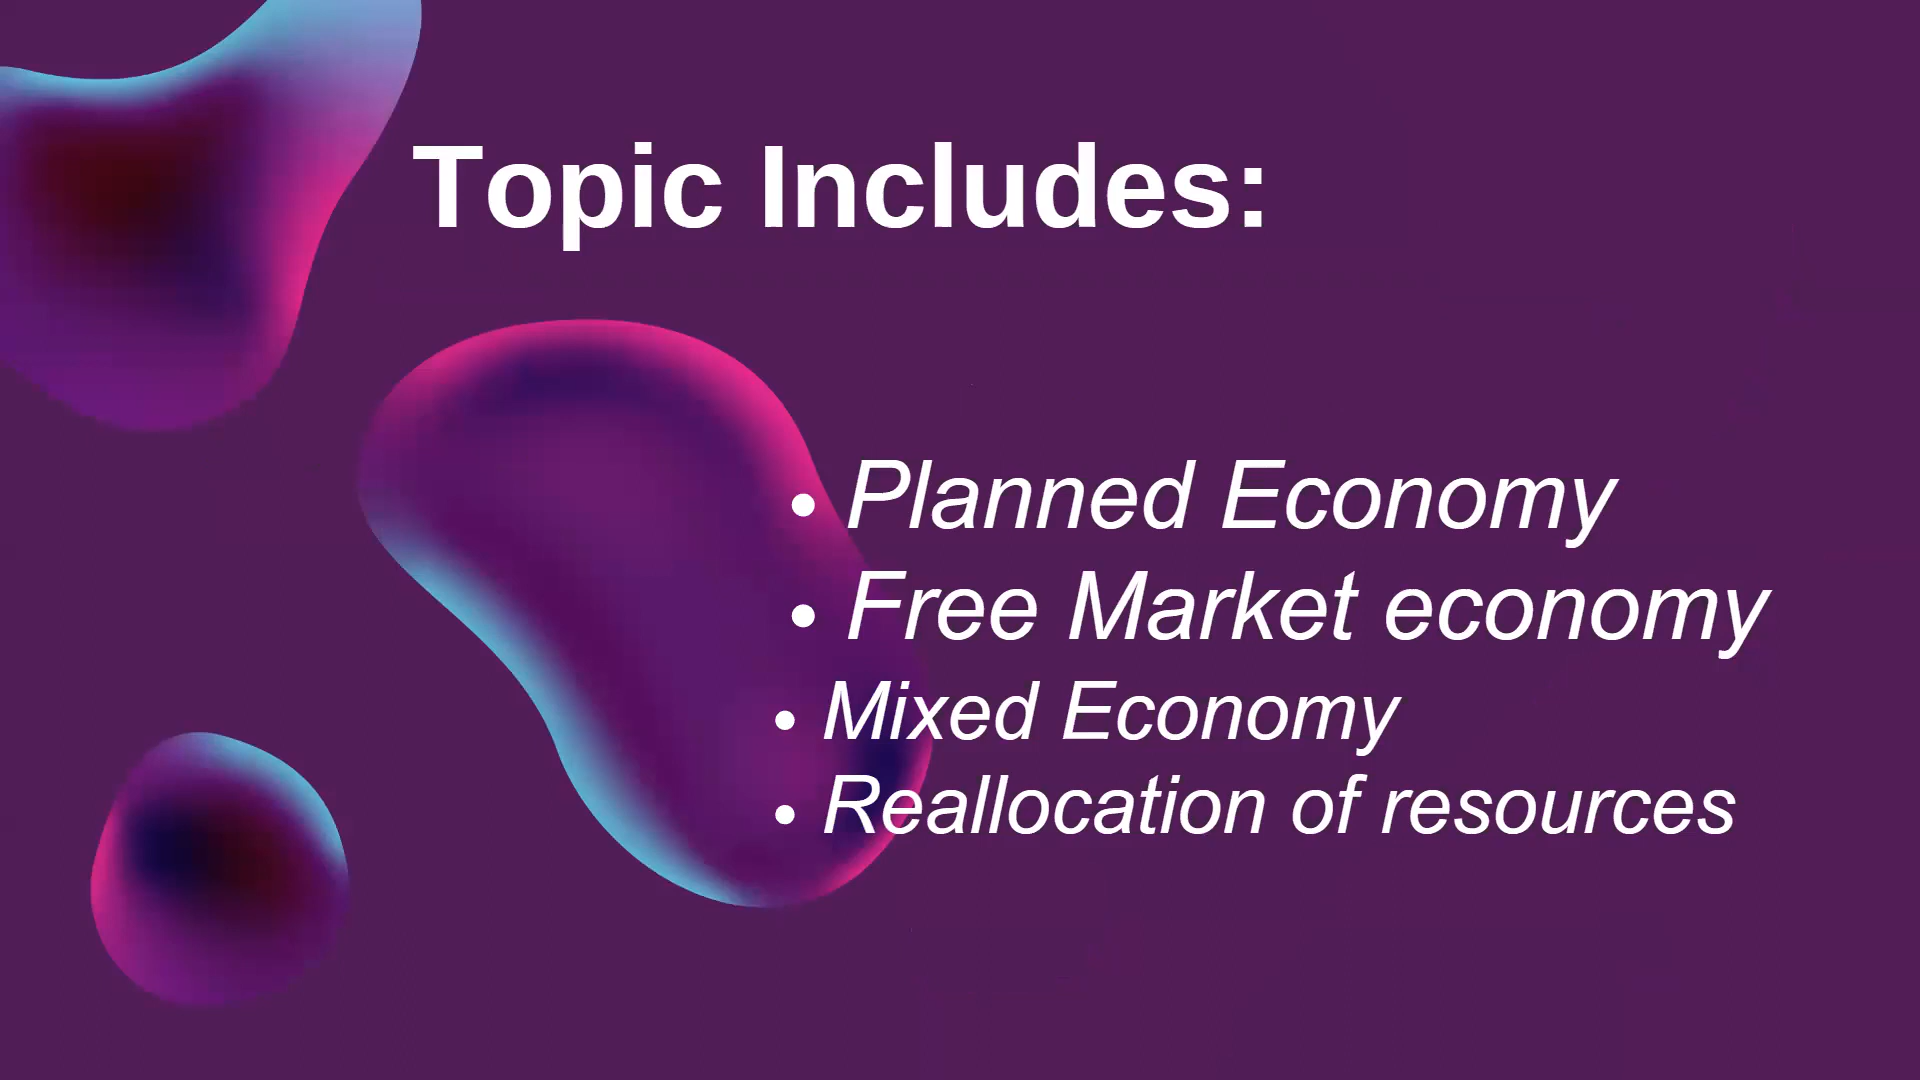 Topic Includes:
• Planned Economy
• Free Market economy
• Mixed Economy
• Reallocation of resources